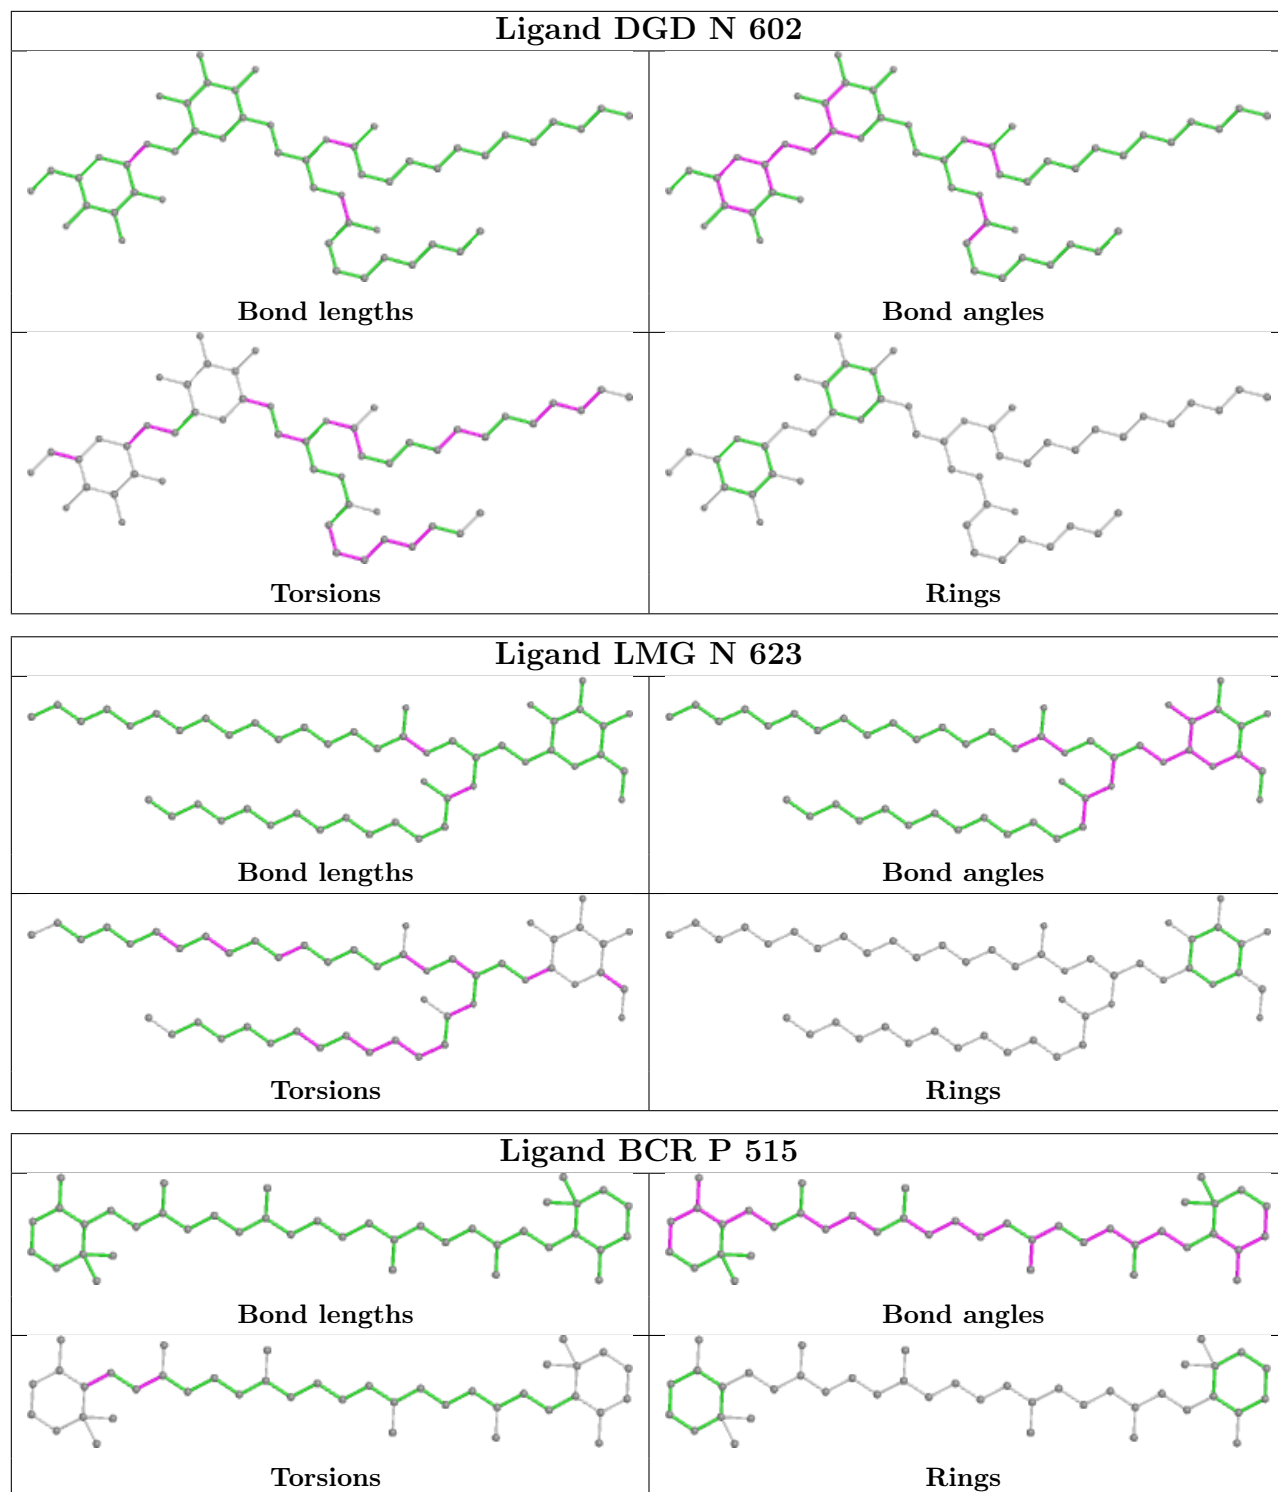 Ligand DGD N 602
Bond lengths
Bond angles
Torsions
Rings
Ligand LMG N 623
Bond lengths
Bond angles
Torsions
Rings
Ligand BCR P 515
Bond lengths
Bond angles
Torsions
Rings